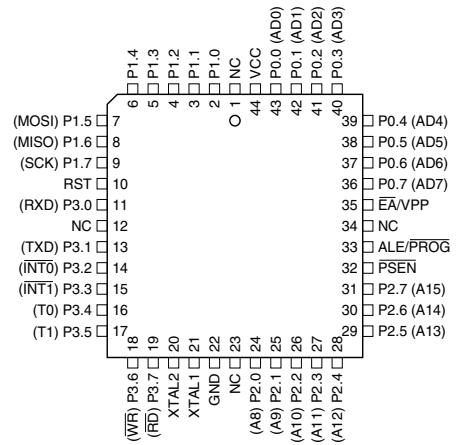 P1.4
P1.3
P1.2
P1.1
P1.0
NC
VCC
P0.0 (AD0)
P0.1 (AD1)
P0.2 (AD2)
P0.3 (AD3)
6
5
4
3
2
1
44
43
42
41
40
(MOSI) P1.5 7
(MISO) P1.6 8
(SCK) P1.7 9
RST 10
(RXD) P3.0 11
NC 12
(TXD) P3.1 13
(I̅N̅T̅0̅) P3.2 14
(I̅N̅T̅1̅) P3.3 15
(T0) P3.4 16
(T1) P3.5 17
39 P0.4 (AD4)
38 P0.5 (AD5)
37 P0.6 (AD6)
36 P0.7 (AD7)
35 E̅A̅/VPP
34 NC
33 ALE/P̅R̅O̅G̅
32 P̅S̅E̅N̅
31 P2.7 (A15)
30 P2.6 (A14)
29 P2.5 (A13)
18
19
20
21
22
23
24
25
26
27
28
(W̅R̅) P3.6
(R̅D̅) P3.7
XTAL2
XTAL1
GND
NC
(A8) P2.0
(A9) P2.1
(A10) P2.2
(A11) P2.3
(A12) P2.4